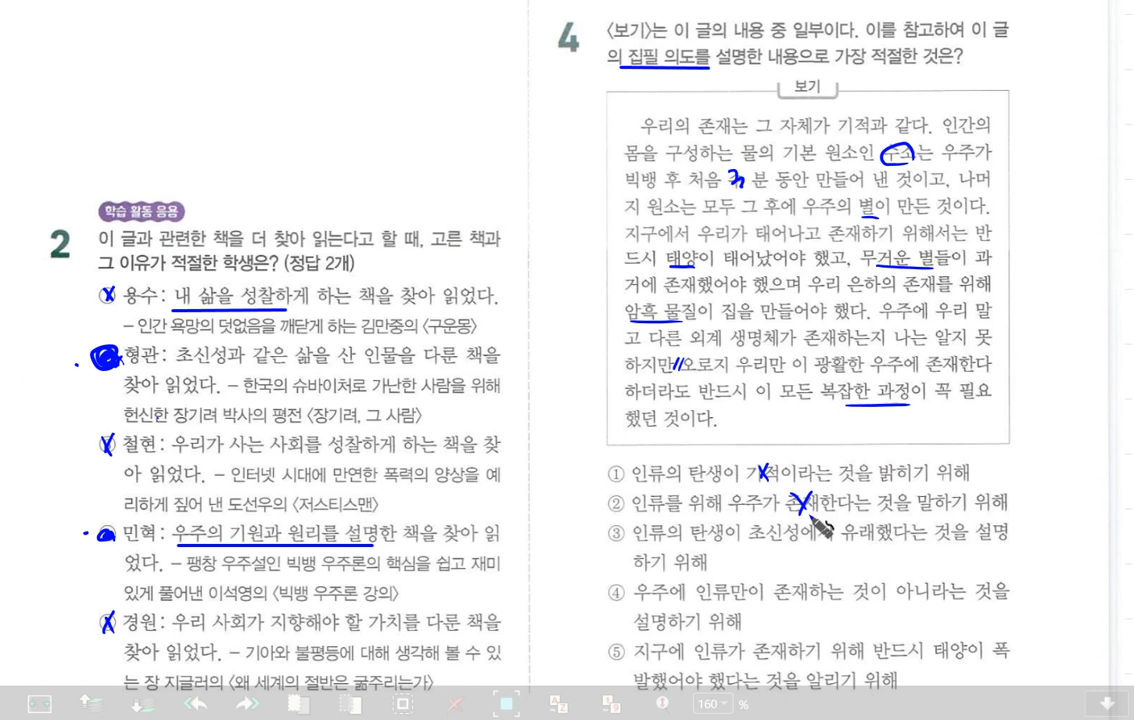 학습 활동 응용
2 이 글과 관련한 책을 더 찾아 읽는다고 할 때, 고른 책과
그 이유가 적절한 학생은? (정답 2개)
용수: 내 삶을 성찰하게 하는 책을 찾아 읽었다.
– 인간 욕망의 덧없음을 깨닫게 하는 김만중의 〈구운몽〉
형관: 초신성과 같은 삶을 산 인물을 다룬 책을
찾아 읽었다. – 한국의 슈바이처로 가난한 사람을 위해
헌신한 장기려 박사의 평전 〈장기려, 그 사람〉
철현: 우리가 사는 사회를 성찰하게 하는 책을 찾
아 읽었다. – 인터넷 시대에 만연한 폭력의 양상을 예
리하게 짚어 낸 도선우의 〈저스티스맨〉
민혁: 우주의 기원과 원리를 설명한 책을 찾아 읽
었다. – 팽창 우주설인 빅뱅 우주론의 핵심을 쉽고 재미
있게 풀어낸 이석영의 〈빅뱅 우주론 강의〉
경원: 우리 사회가 지향해야 할 가치를 다룬 책을
찾아 읽었다. – 기아와 불평등에 대해 생각해 볼 수 있
는 장 지글러의 〈왜 세계의 절반은 굶주리는가〉
4 〈보기〉는 이 글의 내용 중 일부이다. 이를 참고하여 이 글
의 집필 의도를 설명한 내용으로 가장 적절한 것은?
보기
우리의 존재는 그 자체가 기적과 같다. 인간의
몸을 구성하는 물의 기본 원소인 수소는 우주가
빅뱅 후 처음 3 분 동안 만들어 낸 것이고, 나머
지 원소는 모두 그 후에 우주의 별이 만든 것이다.
지구에서 우리가 태어나고 존재하기 위해서는 반
드시 태양이 태어났어야 했고, 무거운 별들이 과
거에 존재했어야 했으며 우리 은하의 존재를 위해
암흑 물질이 집을 만들어야 했다. 우주에 우리 말
고 다른 외계 생명체가 존재하는지 나는 알지 못
하지만 오로지 우리만 이 광활한 우주에 존재한다
하더라도 반드시 이 모든 복잡한 과정이 꼭 필요
했던 것이다.
① 인류의 탄생이 기적이라는 것을 밝히기 위해
② 인류를 위해 우주가 존재한다는 것을 말하기 위해
③ 인류의 탄생이 초신성에서 유래했다는 것을 설명
하기 위해
④ 우주에 인류만이 존재하는 것이 아니라는 것을
설명하기 위해
⑤ 지구에 인류가 존재하기 위해 반드시 태양이 폭
발했어야 했다는 것을 알리기 위해
160 %